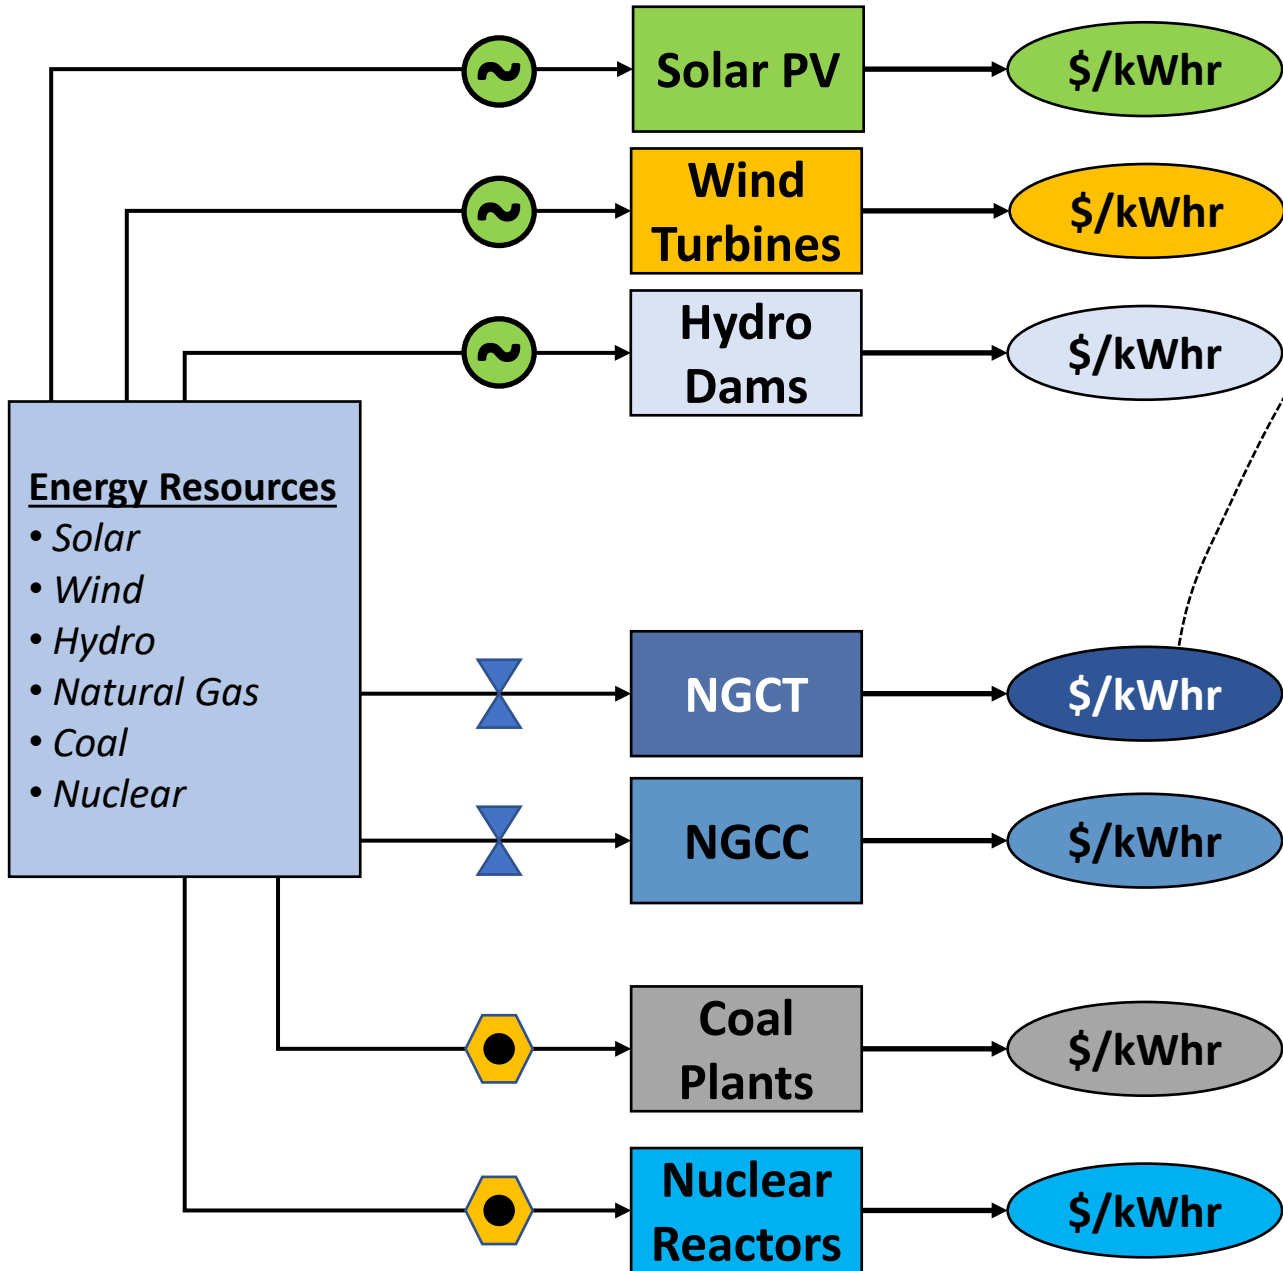 Solar PV
$/kWhr
Wind
Turbines
$/kWhr
Hydro
Dams
$/kWhr
Energy Resources
• Solar
• Wind
• Hydro
• Natural Gas
• Coal
• Nuclear
NGCT
$/kWhr
NGCC
$/kWhr
Coal
Plants
$/kWhr
Nuclear
Reactors
$/kWhr